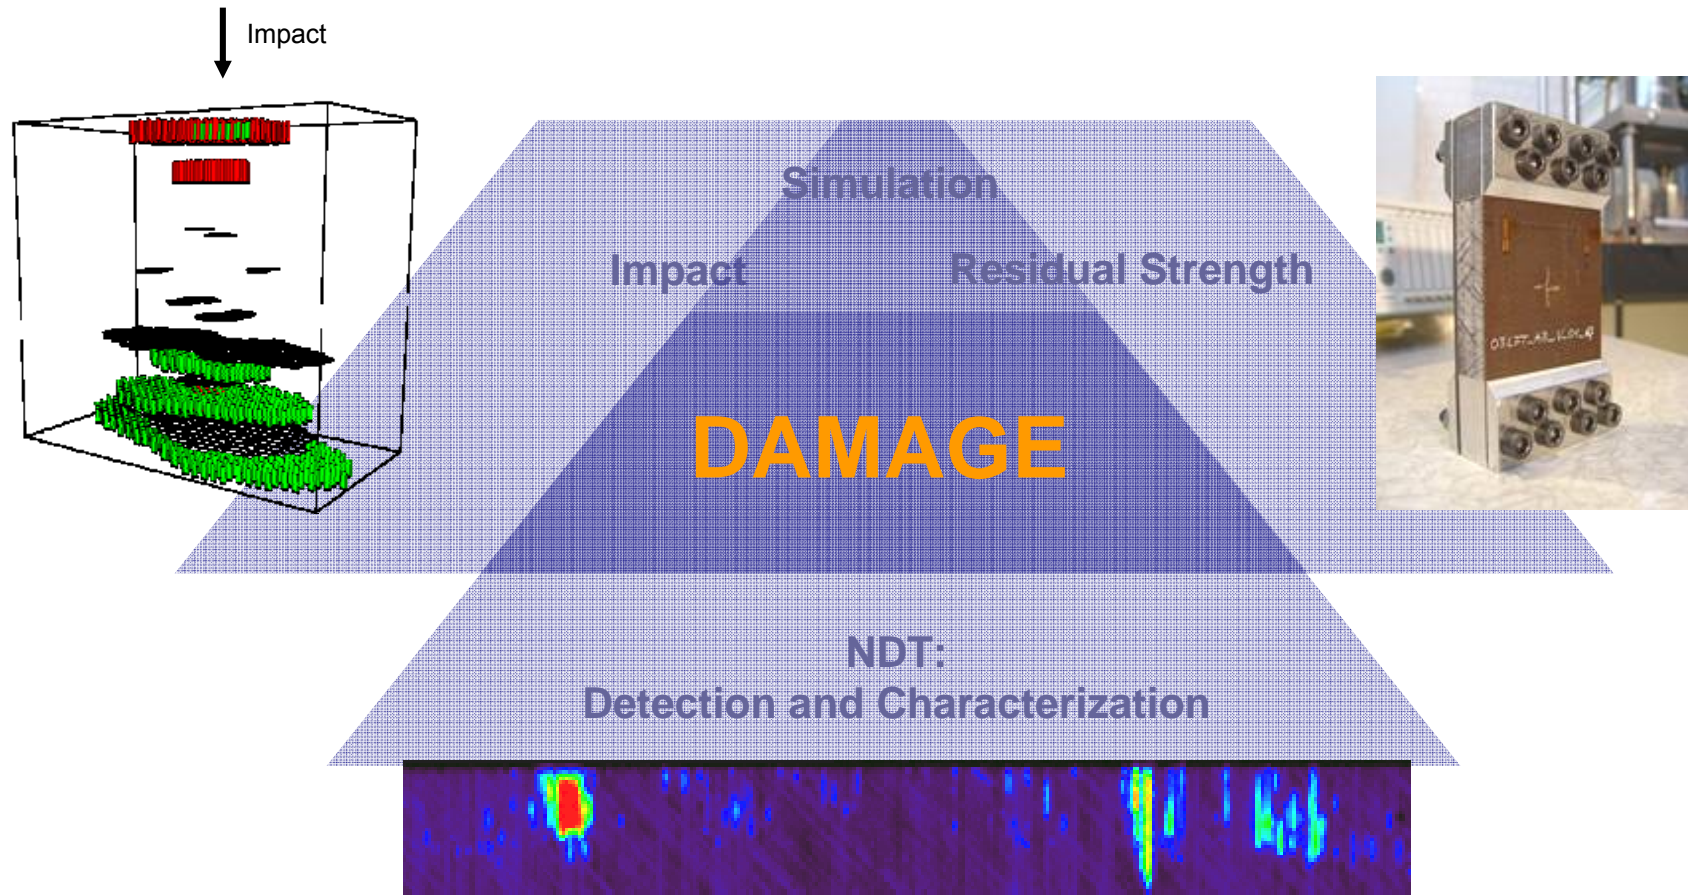 Impact
Simulation
Impact
Residual Strength
DAMAGE
NDT:
Detection and Characterization